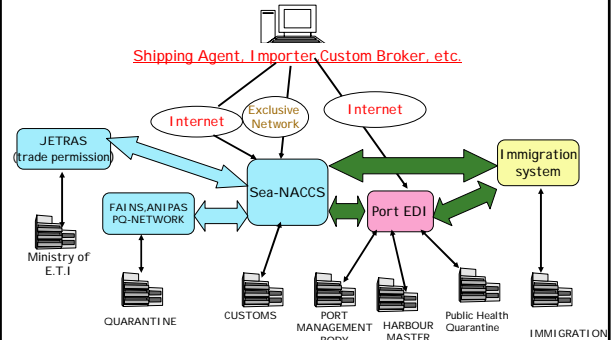 Shipping Agent, Importer Custom Broker, etc.
Internet
Exclusive
Network
Internet
JETRAS
(trade permission)
Immigration
system
Sea-NACCS
FAINS,ANIPAS
PQ-NETWORK
Port EDI
Ministry of
E.T.I
QUARANTINE
CUSTOMS
PORT
MANAGEMENT
BODY
HARBOUR
MASTER
Public Health
Quarantine
IMMIGRATION